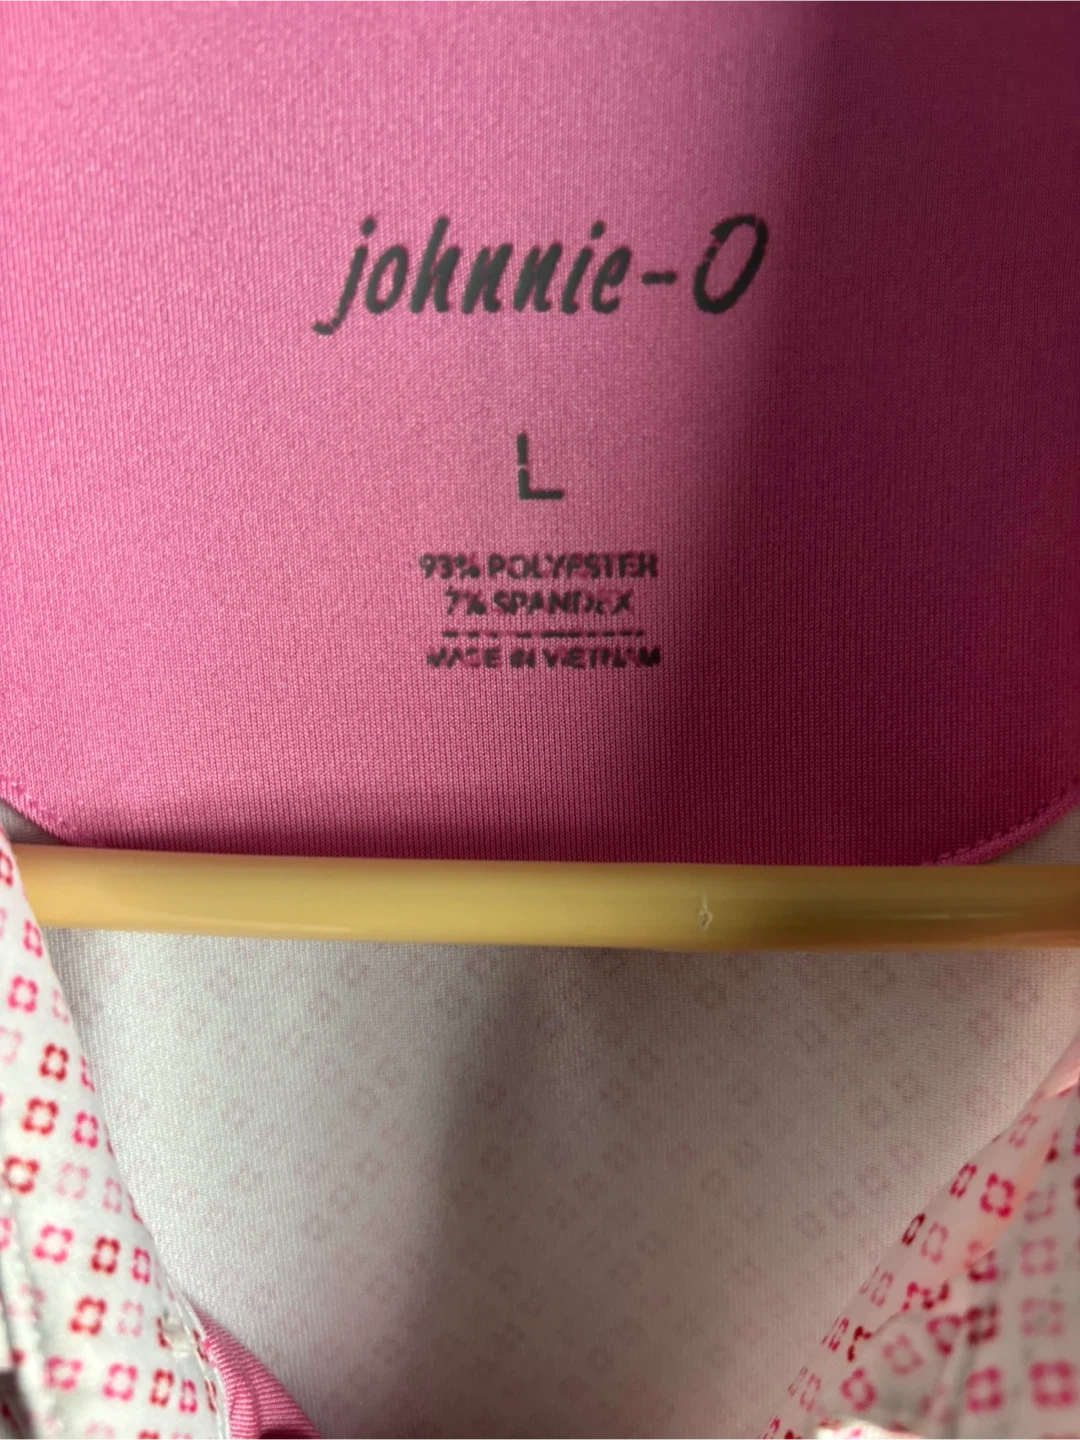 johnnie-O
L
93% POLYESTER
7% SPANDEX
MADE IN VIETNAM